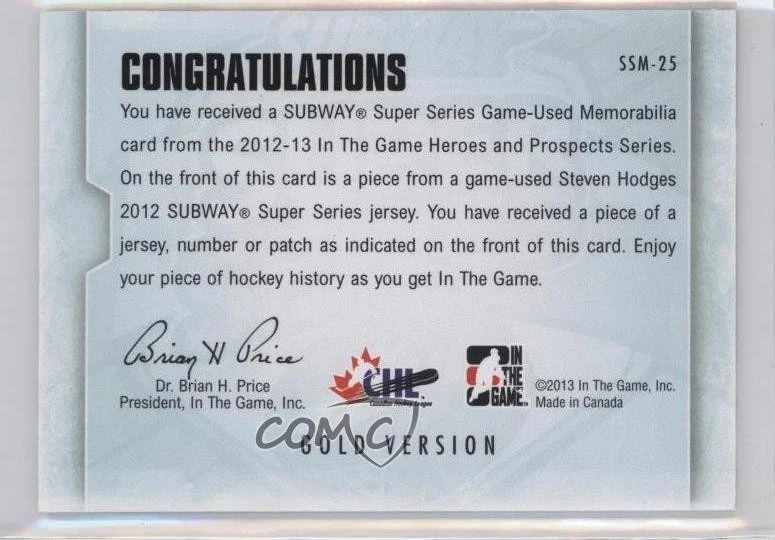 CONGRATULATIONS
SSM-25
You have received a SUBWAY® Super Series Game-Used Memorabilia
card from the 2012-13 In The Game Heroes and Prospects Series.
On the front of this card is a piece from a game-used Steven Hodges
2012 SUBWAY® Super Series jersey. You have received a piece of a
jersey, number or patch as indicated on the front of this card. Enjoy
your piece of hockey history as you get In The Game.
Brian H Price
Dr. Brian H. Price
President, In The Game, Inc.
CHL
Canadian Hockey League
IN
THE
GAME
©2013 In The Game, Inc.
Made in Canada
COMC
GOLD VERSION